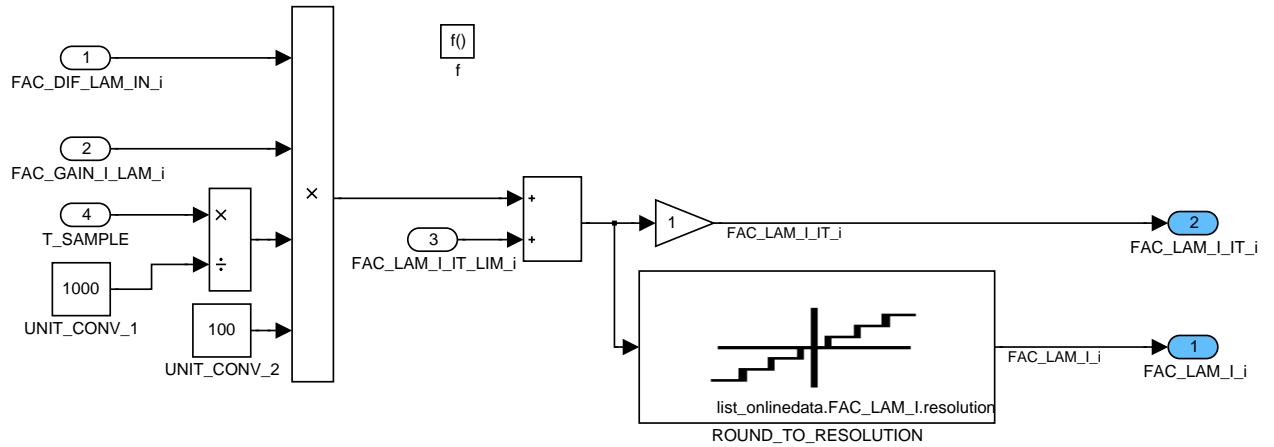 f()
f
1
FAC_DIF_LAM_IN_i
2
FAC_GAIN_I_LAM_i
×
4
T_SAMPLE
×
÷
1000
UNIT_CONV_1
100
UNIT_CONV_2
3
FAC_LAM_I_IT_LIM_i
+
+
1
FAC_LAM_I_IT_i
2
FAC_LAM_I_IT_i
list_onlinedata.FAC_LAM_I.resolution
ROUND_TO_RESOLUTION
FAC_LAM_I_i
1
FAC_LAM_I_i